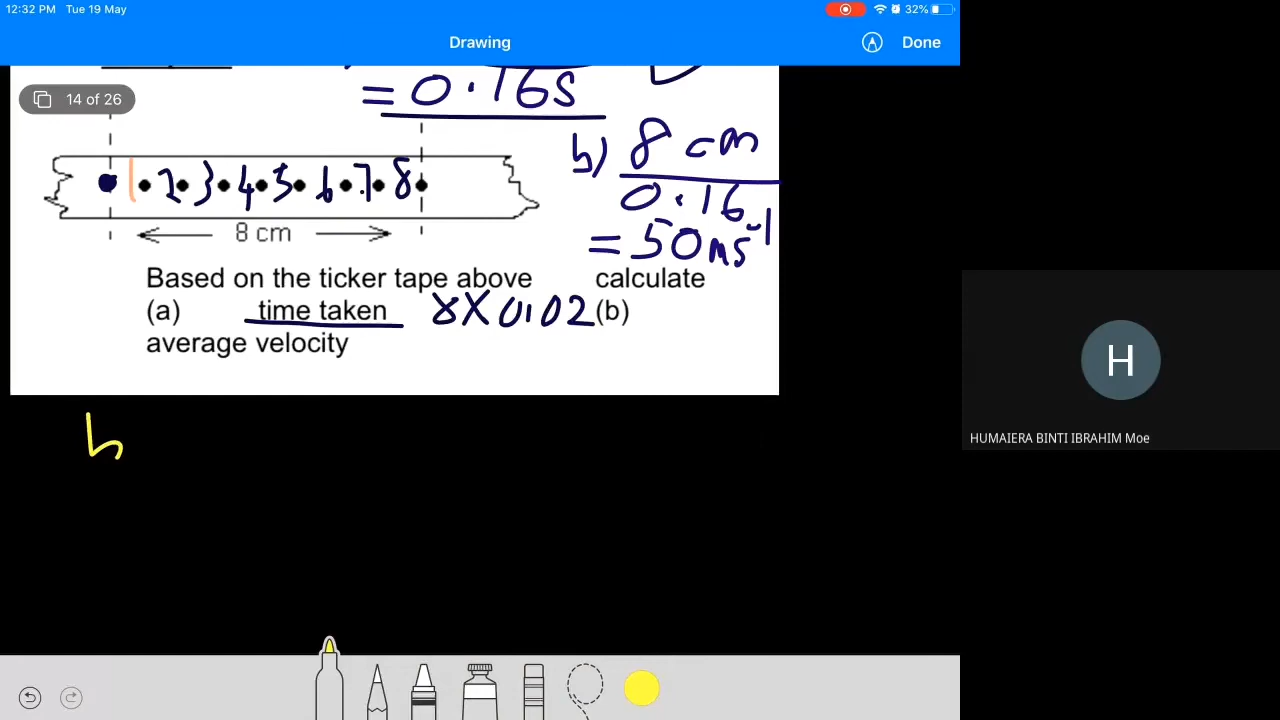 12:32 PM Tue 19 May
32%
Drawing
Done
14 of 26
= 0.16s
b) 8 cm
0.16
= 50ms-1
1 2 3 4 5 6 7 8
8 cm
Based on the ticker tape above calculate
(a) time taken 8X0.02 (b)
average velocity
b
H
HUMAIERA BINTI IBRAHIM Moe